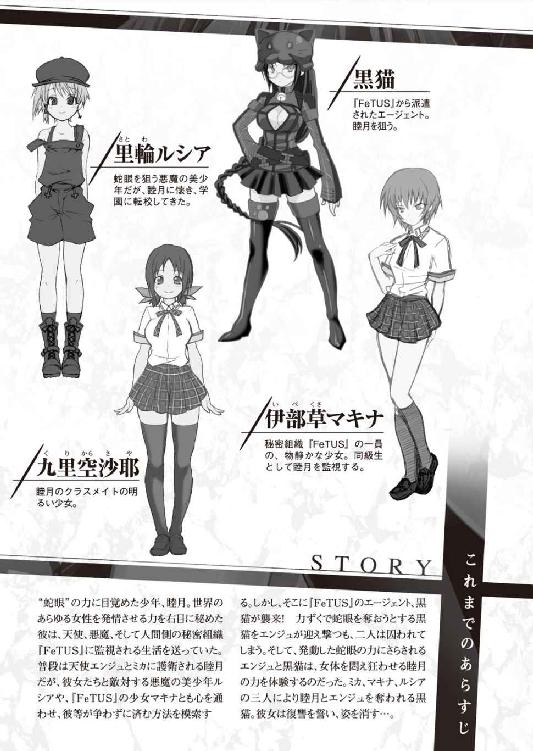 黒猫
『FeTUS』から派遣
されたエージェント。
睦月を狙う。
さとわ
里輪ルシア
蛇眼を狙う悪魔の美少
年だが、睦月に懐き、学
園に転校してきた。
いべくさ
伊部草マキナ
秘密組織『FeTUS』の一員
の、物静かな少女。同級生
として睦月を監視する。
くりからさや
九里空沙耶
睦月のクラスメイトの明
るい少女。
STORY
これまでのあらすじ
“蛇眼”の力に目覚めた少年、睦月。世界の
あらゆる女性を発情させる力を右目に秘めた
彼は、天使、悪魔、そして人間側の秘密組織
『FeTUS』に監視される生活を送っていた。
普段は天使エンジュとミカに護衛される睦月
だが、彼女たちと敵対する悪魔の美少年ルシ
アや、『FeTUS』の少女マキナとも心を通
わせ、彼等が争わずに済む方法を模索す
る。しかし、そこに『FeTUS』のエージェント、黒
猫が襲来! 力ずくで蛇眼を奪おうとする黒
猫をエンジュが迎え撃つも、二人は囚われて
しまう。そして、発動した蛇眼の力にさらされる
エンジュと黒猫は、女体を悶え狂わせる睦月
の力を体験するのだった。ミカ、マキナ、ルシア
の三人により睦月とエンジュを奪われる黒
猫。彼女は復讐を誓い、姿を消す…。